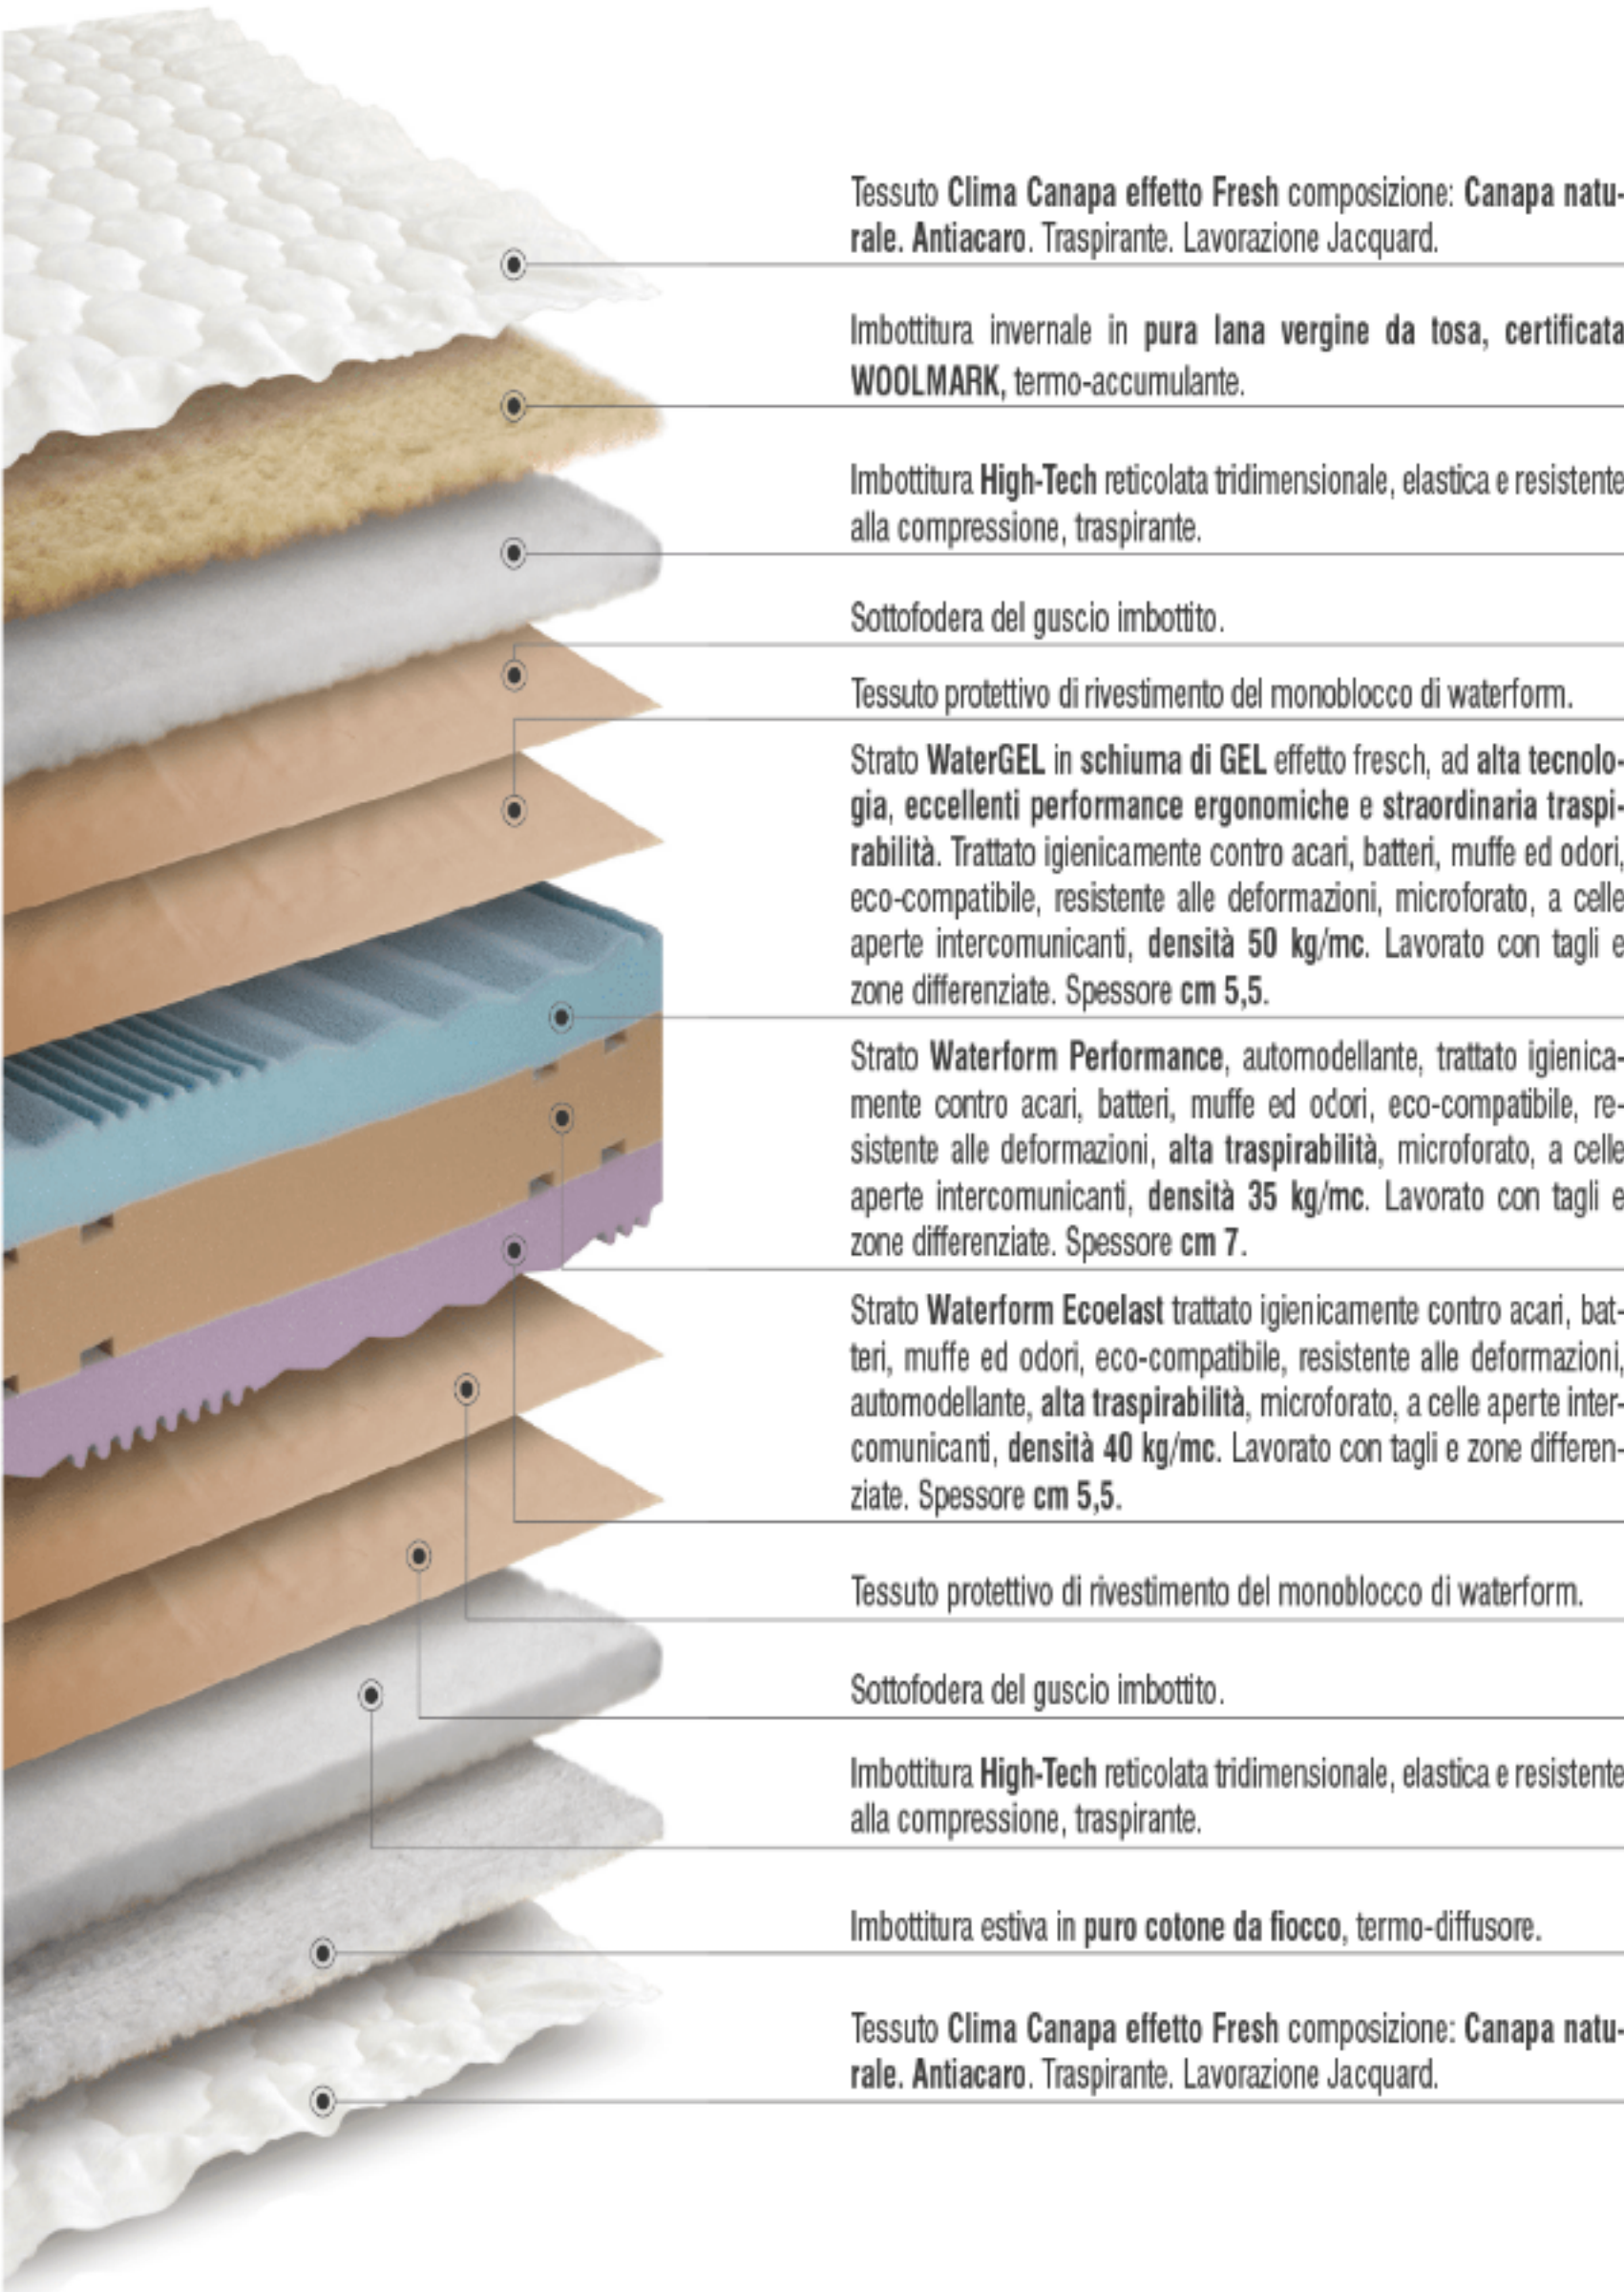 Tessuto Clima Canapa effetto Fresh composizione: Canapa natu-
rale. Antiacaro. Traspirante. Lavorazione Jacquard.
Imbottitura invernale in pura lana vergine da tosa, certificata
WOOLMARK, termo-accumulante.
Imbottitura High-Tech reticolata tridimensionale, elastica e resistente
alla compressione, traspirante.
Sottofodera del guscio imbottito.
Tessuto protettivo di rivestimento del monoblocco di waterform.
Strato WaterGEL in schiuma di GEL effetto fresch, ad alta tecnolo-
gia, eccellenti performance ergonomiche e straordinaria traspi-
rabilità. Trattato igienicamente contro acari, batteri, muffe ed odori,
eco-compatibile, resistente alle deformazioni, microforato, a celle
aperte intercomunicanti, densità 50 kg/mc. Lavorato con tagli e
zone differenziate. Spessore cm 5,5.
Strato Waterform Performance, automodellante, trattato igienica-
mente contro acari, batteri, muffe ed odori, eco-compatibile, re-
sistente alle deformazioni, alta traspirabilità, microforato, a celle
aperte intercomunicanti, densità 35 kg/mc. Lavorato con tagli e
zone differenziate. Spessore cm 7.
Strato Waterform Ecoelast trattato igienicamente contro acari, bat-
teri, muffe ed odori, eco-compatibile, resistente alle deformazioni,
automodellante, alta traspirabilità, microforato, a celle aperte inter-
comunicanti, densità 40 kg/mc. Lavorato con tagli e zone differen-
ziate. Spessore cm 5,5.
Tessuto protettivo di rivestimento del monoblocco di waterform.
Sottofodera del guscio imbottito.
Imbottitura High-Tech reticolata tridimensionale, elastica e resistente
alla compressione, traspirante.
Imbottitura estiva in puro cotone da fiocco, termo-diffusore.
Tessuto Clima Canapa effetto Fresh composizione: Canapa natu-
rale. Antiacaro. Traspirante. Lavorazione Jacquard.